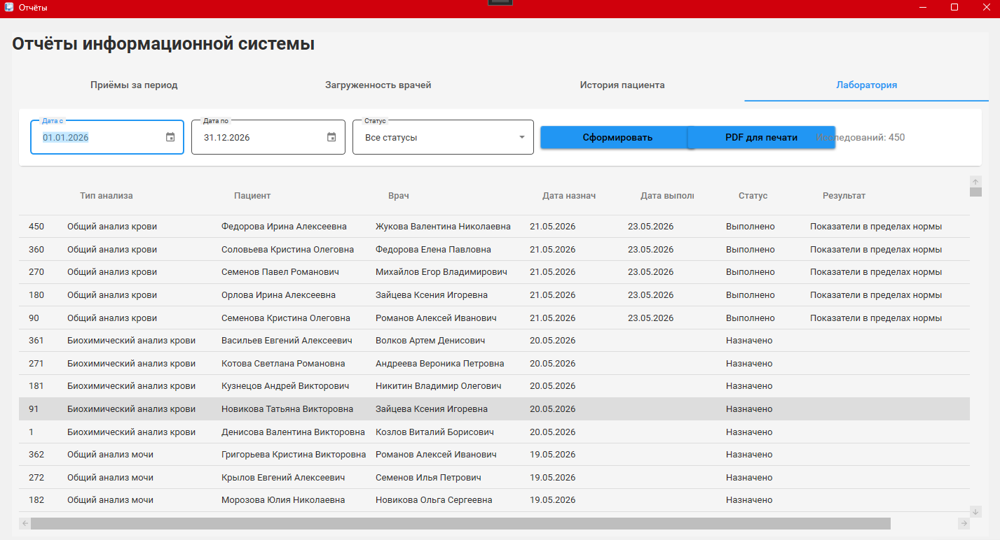 Отчёты
Отчёты информационной системы
Приёмы за период Загруженность врачей История пациента Лаборатория
Дата с Дата по Статус
01.01.2026 31.12.2026 Все статусы Сформировать PDF для печати Исследований: 450
Тип анализа Пациент Врач Дата назнач Дата выпол Статус Результат
450 Общий анализ крови Федорова Ирина Алексеевна Жукова Валентина Николаевна 21.05.2026 23.05.2026 Выполнено Показатели в пределах нормы
360 Общий анализ крови Соловьева Кристина Олеговна Федорова Елена Павловна 21.05.2026 23.05.2026 Выполнено Показатели в пределах нормы
270 Общий анализ крови Семенов Павел Романович Михайлов Егор Владимирович 21.05.2026 23.05.2026 Выполнено Показатели в пределах нормы
180 Общий анализ крови Орлова Ирина Алексеевна Зайцева Ксения Игоревна 21.05.2026 23.05.2026 Выполнено Показатели в пределах нормы
90 Общий анализ крови Семенова Кристина Олеговна Романов Алексей Иванович 21.05.2026 23.05.2026 Выполнено Показатели в пределах нормы
361 Биохимический анализ крови Васильев Евгений Алексеевич Волков Артем Денисович 20.05.2026 Назначено
271 Биохимический анализ крови Котова Светлана Романовна Андреева Вероника Петровна 20.05.2026 Назначено
181 Биохимический анализ крови Кузнецов Андрей Викторович Никитин Владимир Олегович 20.05.2026 Назначено
91 Биохимический анализ крови Новикова Татьяна Викторовна Зайцева Ксения Игоревна 20.05.2026 Назначено
1 Биохимический анализ крови Денисова Валентина Викторовна Козлов Виталий Борисович 20.05.2026 Назначено
362 Общий анализ мочи Григорьева Кристина Викторовна Романов Алексей Иванович 19.05.2026 Назначено
272 Общий анализ мочи Крылов Евгений Алексеевич Семенов Илья Петрович 19.05.2026 Назначено
182 Общий анализ мочи Морозова Юлия Николаевна Новикова Ольга Сергеевна 19.05.2026 Назначено